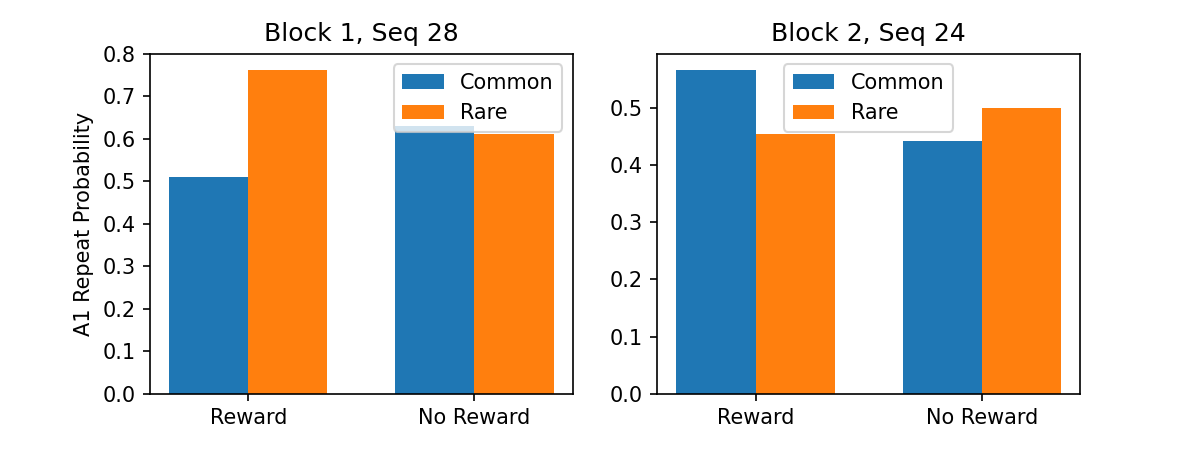 Block 1, Seq 28
A1 Repeat Probability
0.8
0.7
0.6
0.5
0.4
0.3
0.2
0.1
0.0
Common
Rare
Reward No Reward
Block 2, Seq 24
0.5
0.4
0.3
0.2
0.1
0.0
Common
Rare
Reward No Reward